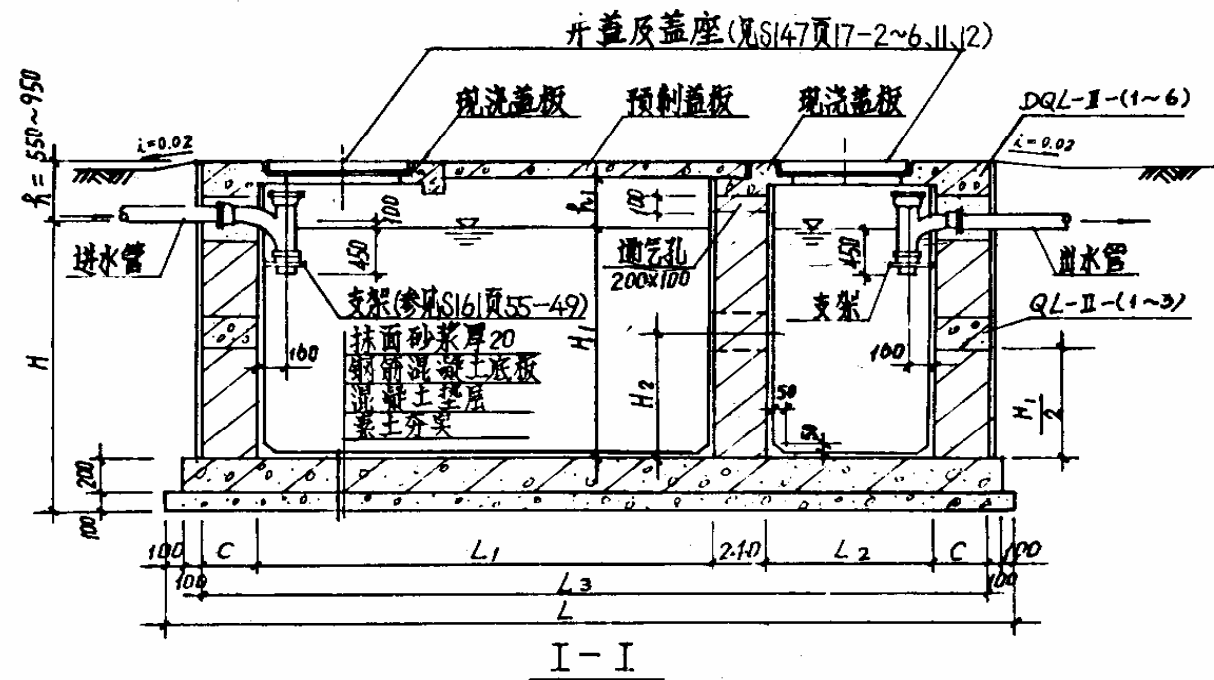 井盖及盖座(见S147页17-2~6、11、12)
现浇盖板
预制盖板
现浇盖板
DQL-Ⅱ-(1~6)
i=0.02
i=0.02
h=550~950
100
h1
100
进水管
450
通气孔
200×100
450
出水管
支架(参见S161页55-49)
支架
QL-Ⅱ-(1~3)
抹面砂浆厚20
钢筋混凝土底板
混凝土垫层
素土夯实
160
H1
H2
160
H
50
50
H1/2
200
100
100
C
L1
240
L2
C
100
100
L3
100
L
I-I